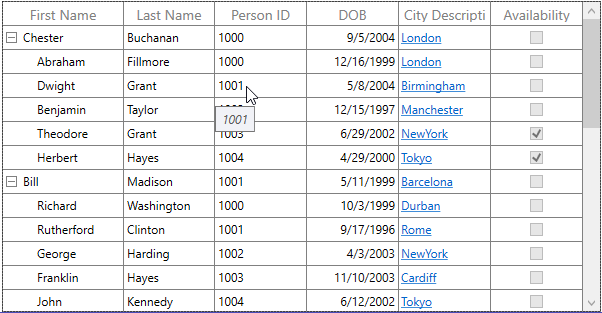 First Name Last Name Person ID DOB City Descripti Availability
Chester Buchanan 1000 9/5/2004 London
Abraham Fillmore 1000 12/16/1999 London
Dwight Grant 1001 5/8/2004 Birmingham
Benjamin Taylor 12/15/1997 Manchester
1001
Theodore Grant 1003 6/29/2002 NewYork
Herbert Hayes 1004 4/29/2000 Tokyo
Bill Madison 1001 5/11/1999 Barcelona
Richard Washington 1000 10/3/1999 Durban
Rutherford Clinton 1001 9/17/1996 Rome
George Harding 1002 4/3/2003 NewYork
Franklin Hayes 1003 11/10/2003 Cardiff
John Kennedy 1004 6/12/2002 Tokyo